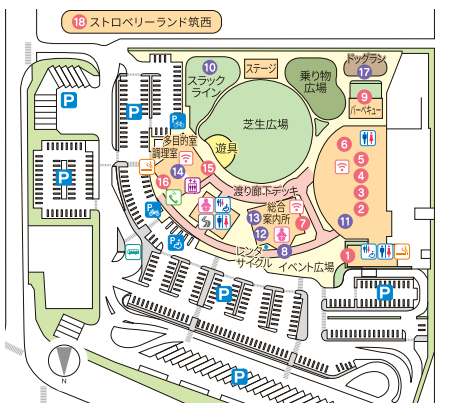 18 ストロベリーランド筑西
10
スラック
ライン
ステージ
乗り物
広場
ドッグラン
17
9
バーベキュー
芝生広場
6
5
4
3
2
11
遊具
多目的室
調理室
14
15
16
渡り廊下デッキ
総合
案内所
13
7
12
8
レンタ
サイクル
イベント広場
1
P
P
P
P
P
P
P
P
P
N